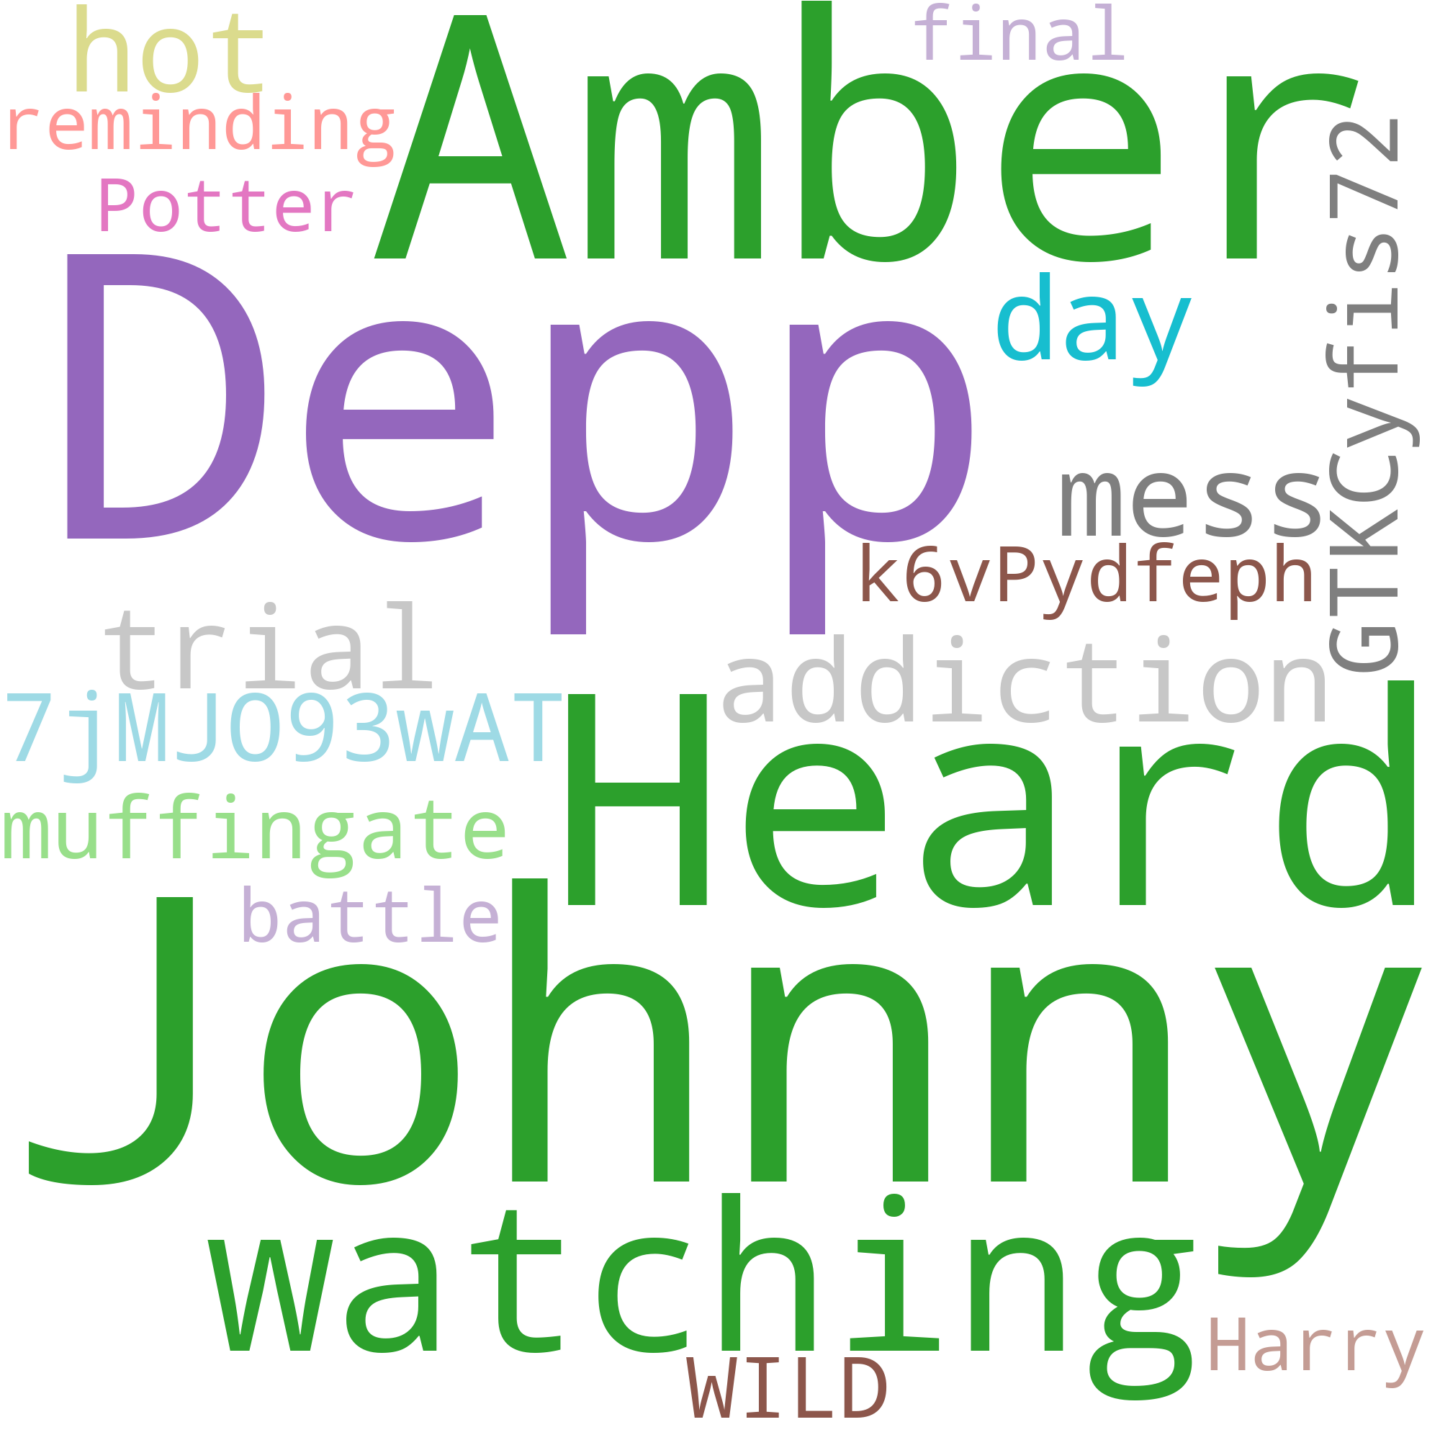 hot
Amber
final
reminding
Potter
GTKCyfis72
Depp
day
mess
k6vPydfeph
trial
addiction
7jMJO93wAT
Heard
muffingate
battle
Johnny
watching
Harry
WILD